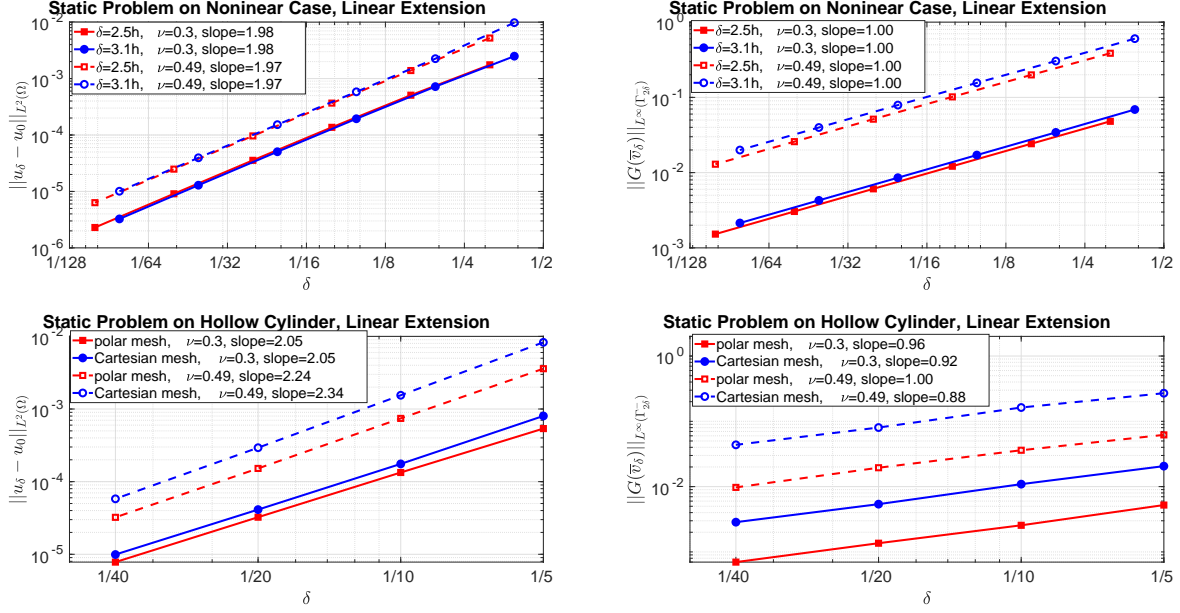 Static Problem on Noninear Case, Linear Extension
δ=2.5h, ν=0.3, slope=1.98
δ=3.1h, ν=0.3, slope=1.98
δ=2.5h, ν=0.49, slope=1.97
δ=3.1h, ν=0.49, slope=1.97
10^-2
10^-3
10^-4
10^-5
10^-6
||u_δ − u_0||_{L^2(Ω)}
1/128 1/64 1/32 1/16 1/8 1/4 1/2
δ
Static Problem on Noninear Case, Linear Extension
δ=2.5h, ν=0.3, slope=1.00
δ=3.1h, ν=0.3, slope=1.00
δ=2.5h, ν=0.49, slope=1.00
δ=3.1h, ν=0.49, slope=1.00
10^0
10^-1
10^-2
10^-3
||G(v̅_δ)||_{L^∞(Γ^-_{2δ})}
1/128 1/64 1/32 1/16 1/8 1/4 1/2
δ
Static Problem on Hollow Cylinder, Linear Extension
polar mesh, ν=0.3, slope=2.05
Cartesian mesh, ν=0.3, slope=2.05
polar mesh, ν=0.49, slope=2.24
Cartesian mesh, ν=0.49, slope=2.34
10^-2
10^-3
10^-4
10^-5
||u_δ − u_0||_{L^2(Ω)}
1/40 1/20 1/10 1/5
δ
Static Problem on Hollow Cylinder, Linear Extension
polar mesh, ν=0.3, slope=0.96
Cartesian mesh, ν=0.3, slope=0.92
polar mesh, ν=0.49, slope=1.00
Cartesian mesh, ν=0.49, slope=0.88
10^0
10^-2
||G(v̅_δ)||_{L^∞(Γ^-_{2δ})}
1/40 1/20 1/10 1/5
δ